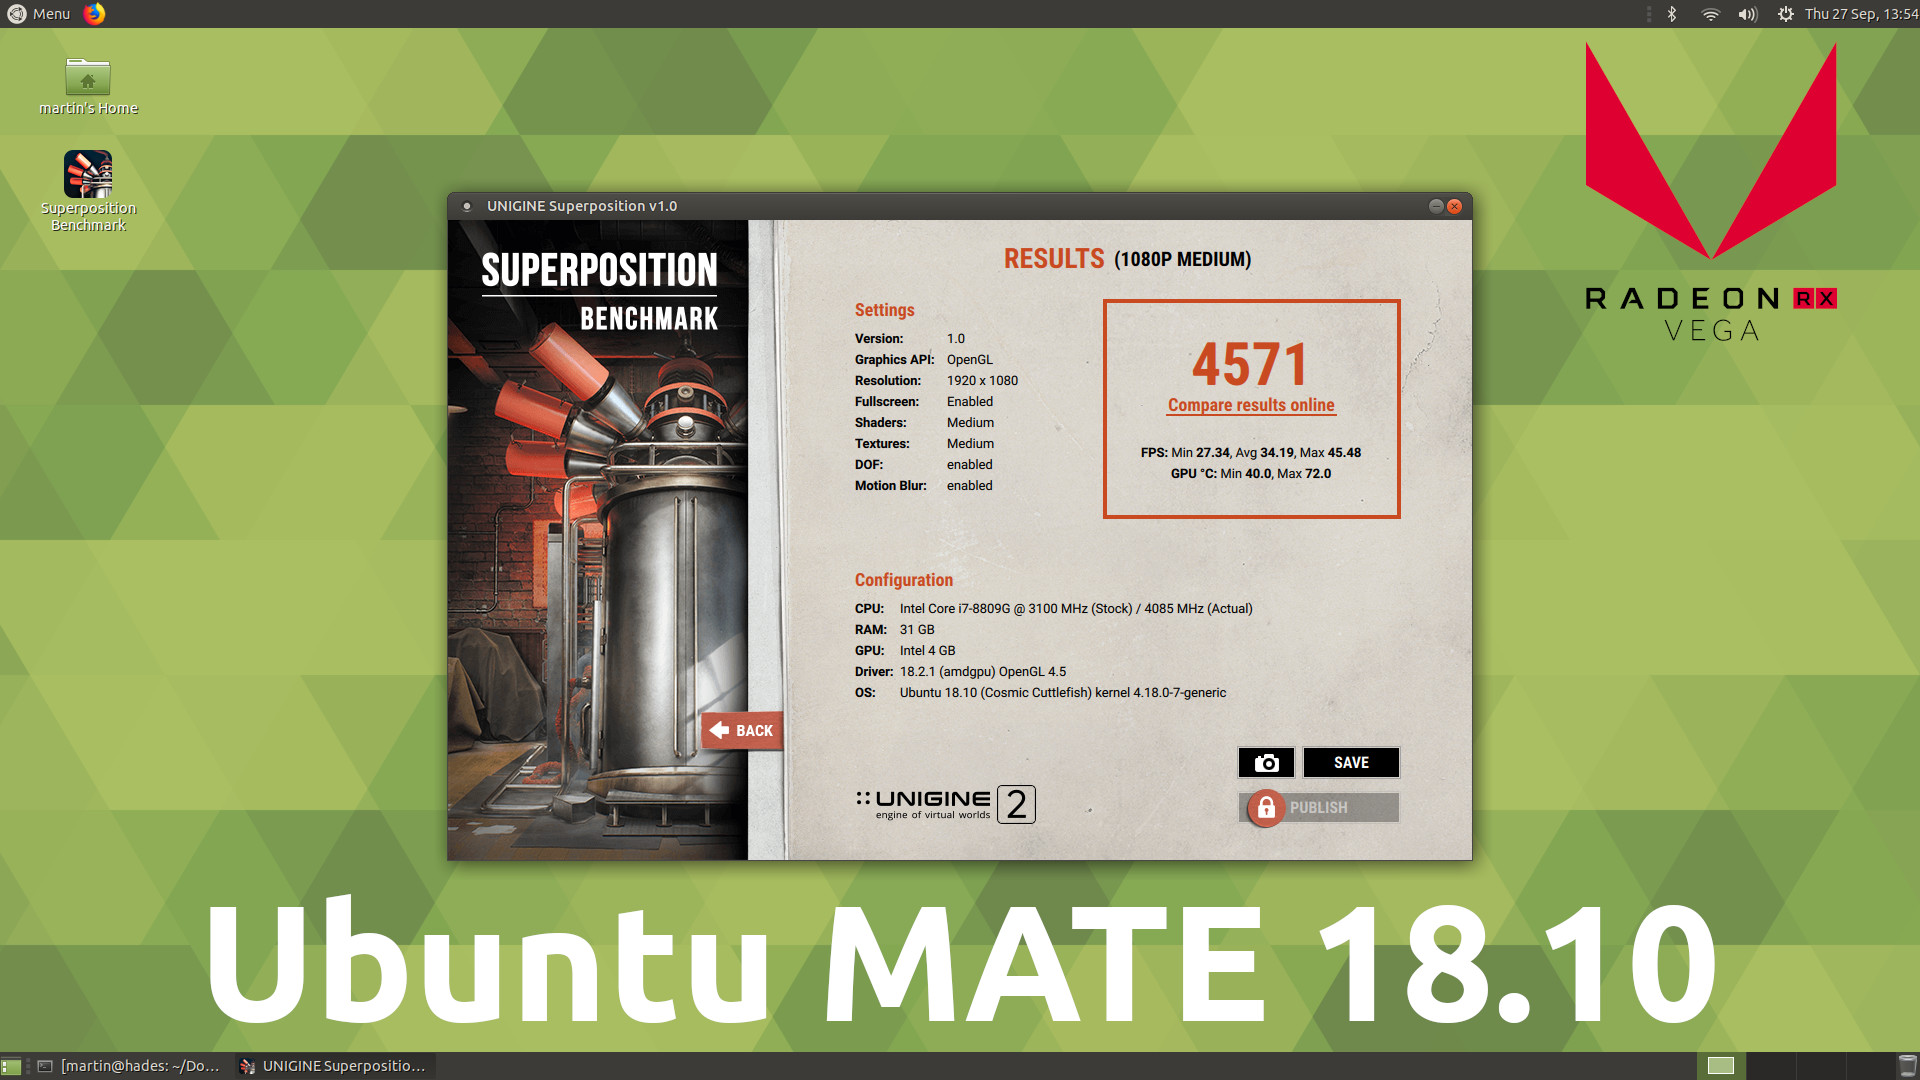 Menu
Thu 27 Sep, 13:54
martin's Home
Superposition
Benchmark
RADEON RX
VEGA
UNIGINE Superposition v1.0
SUPERPOSITION
BENCHMARK
BACK
RESULTS (1080P MEDIUM)
Settings
Version: 1.0
Graphics API: OpenGL
Resolution: 1920 x 1080
Fullscreen: Enabled
Shaders: Medium
Textures: Medium
DOF: enabled
Motion Blur: enabled
4571
Compare results online
FPS: Min 27.34, Avg 34.19, Max 45.48
GPU °C: Min 40.0, Max 72.0
Configuration
CPU: Intel Core i7-8809G @ 3100 MHz (Stock) / 4085 MHz (Actual)
RAM: 31 GB
GPU: Intel 4 GB
Driver: 18.2.1 (amdgpu) OpenGL 4.5
OS: Ubuntu 18.10 (Cosmic Cuttlefish) kernel 4.18.0-7-generic
SAVE
PUBLISH
UNIGINE 2
engine of virtual worlds
Ubuntu MATE 18.10
[martin@hades: ~/Do...
UNIGINE Superpositio...